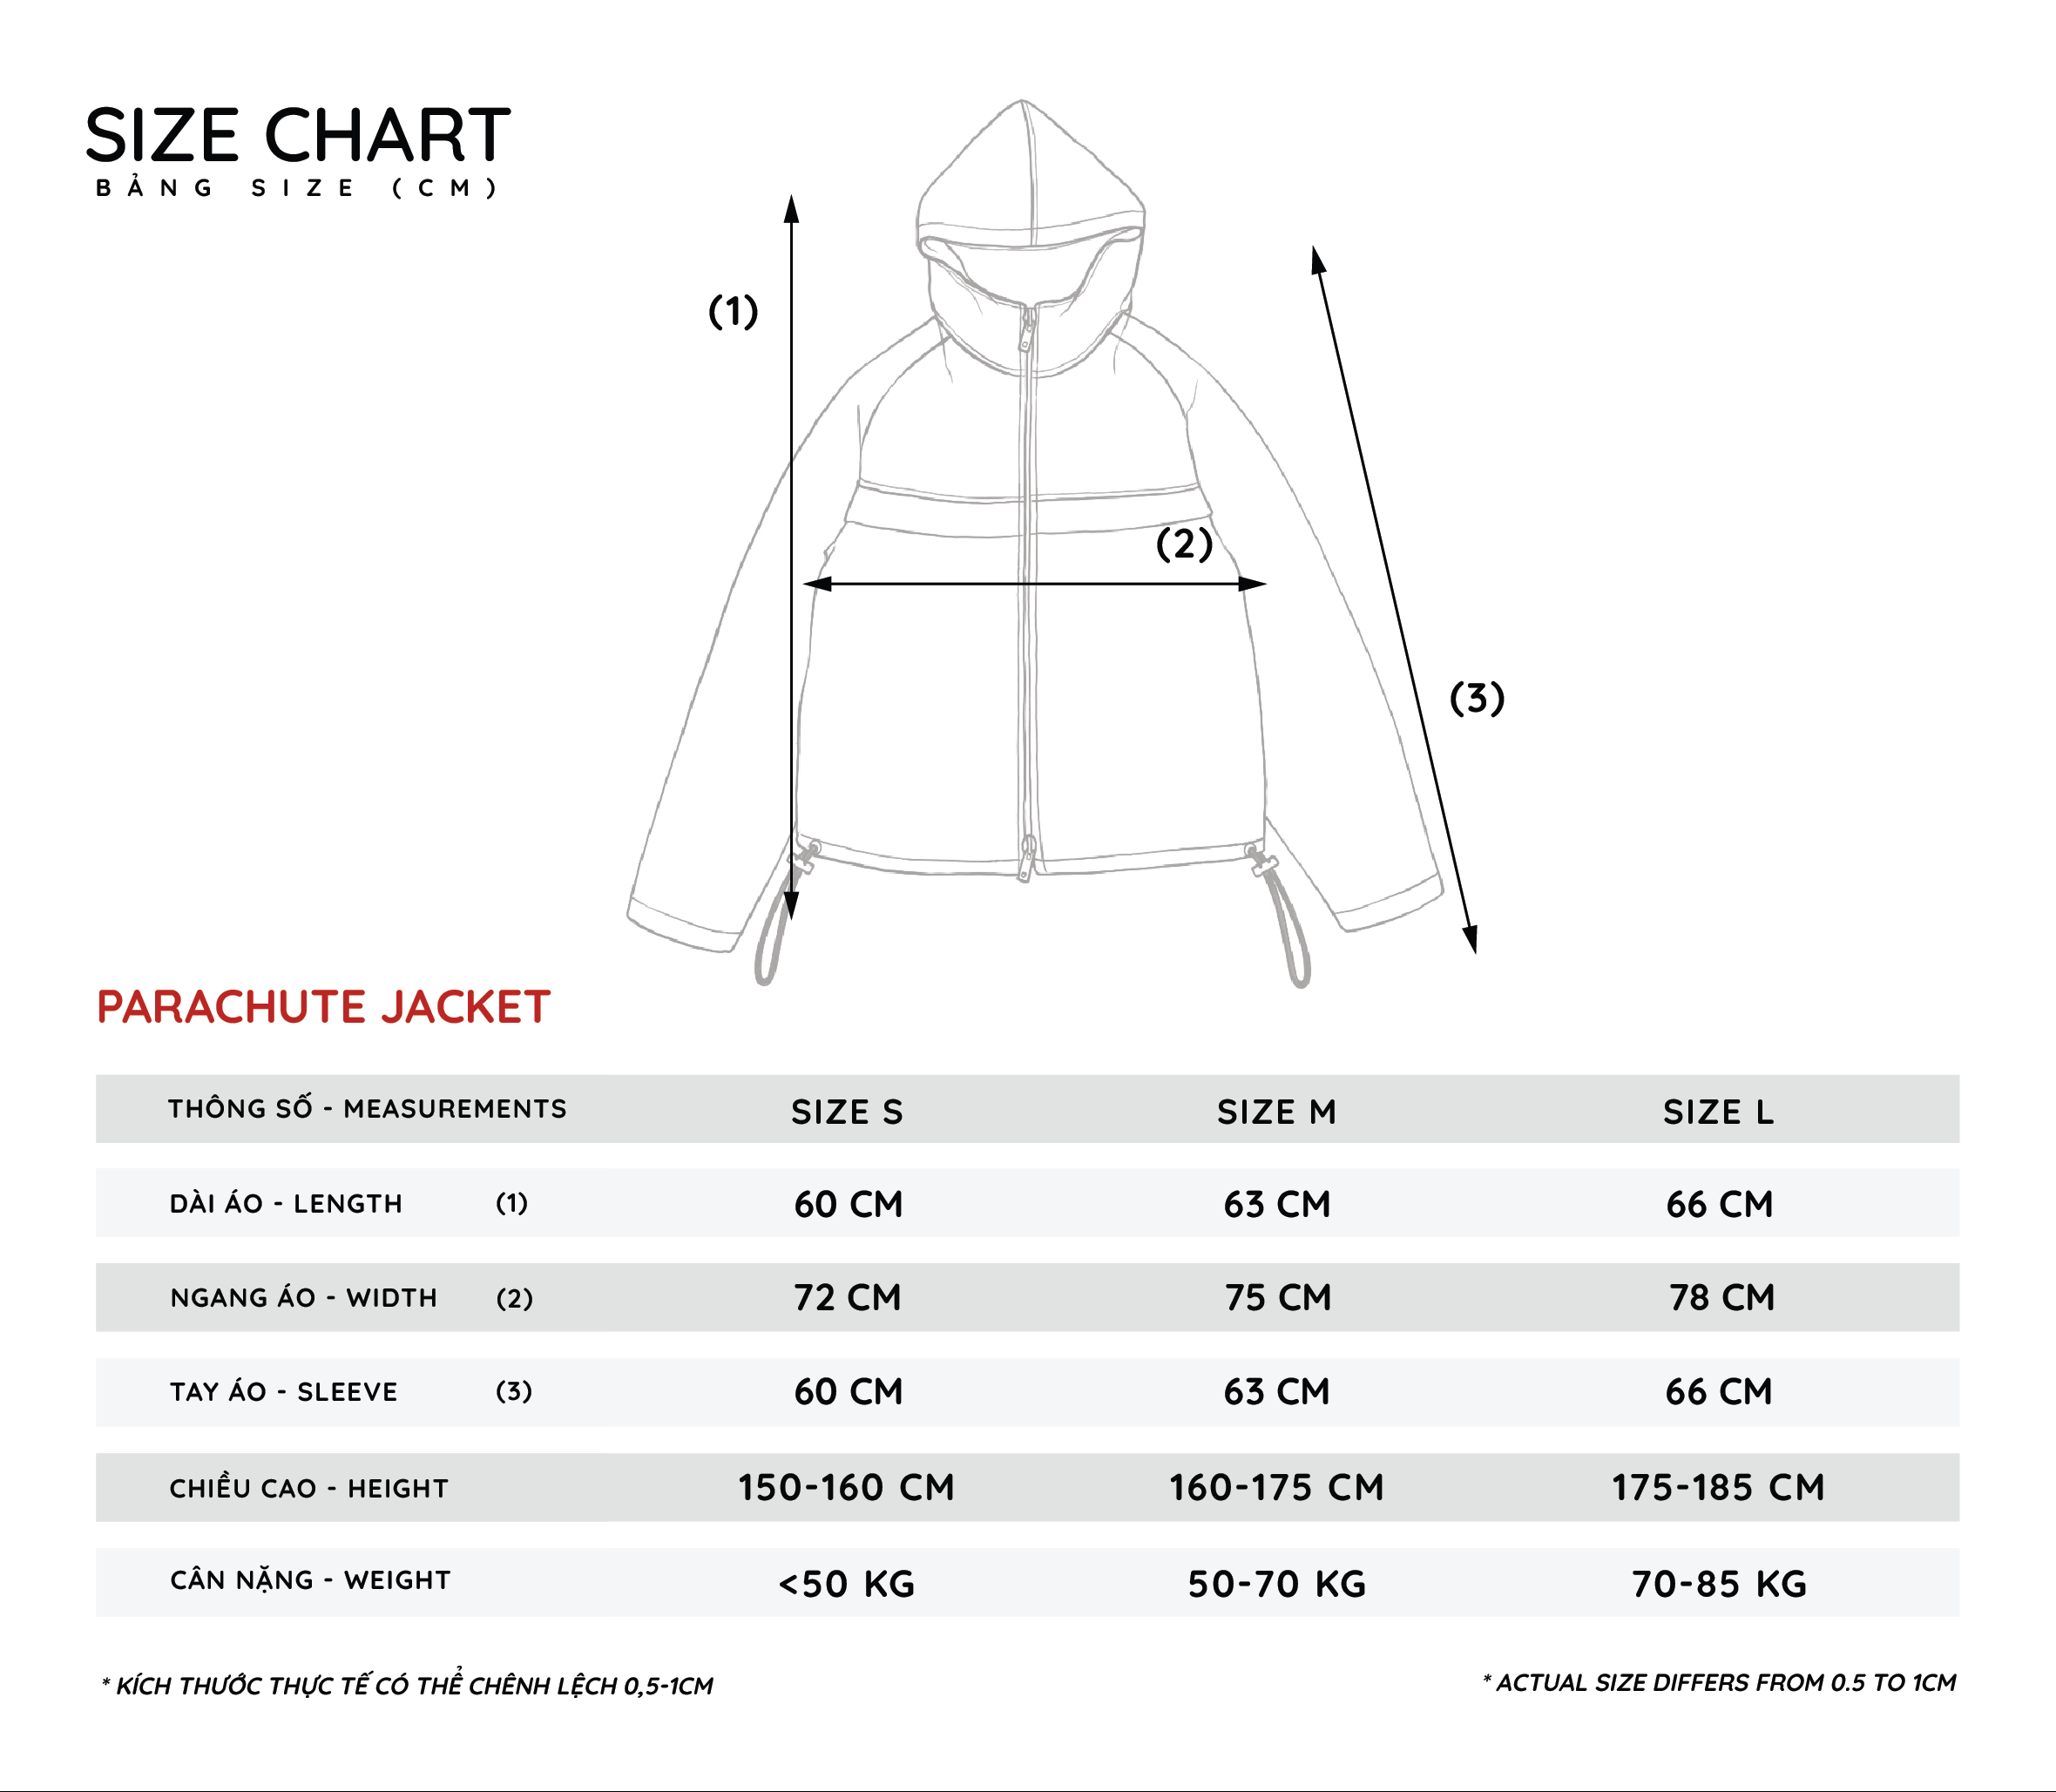 SIZE CHART
BẢNG SIZE (CM)
(1)
(2)
(3)
PARACHUTE JACKET
THÔNG SỐ - MEASUREMENTS SIZE S SIZE M SIZE L
DÀI ÁO - LENGTH (1) 60 CM 63 CM 66 CM
NGANG ÁO - WIDTH (2) 72 CM 75 CM 78 CM
TAY ÁO - SLEEVE (3) 60 CM 63 CM 66 CM
CHIỀU CAO - HEIGHT 150-160 CM 160-175 CM 175-185 CM
CÂN NẶNG - WEIGHT <50 KG 50-70 KG 70-85 KG
* KÍCH THƯỚC THỰC TẾ CÓ THỂ CHÊNH LỆCH 0,5-1CM
* ACTUAL SIZE DIFFERS FROM 0.5 TO 1CM